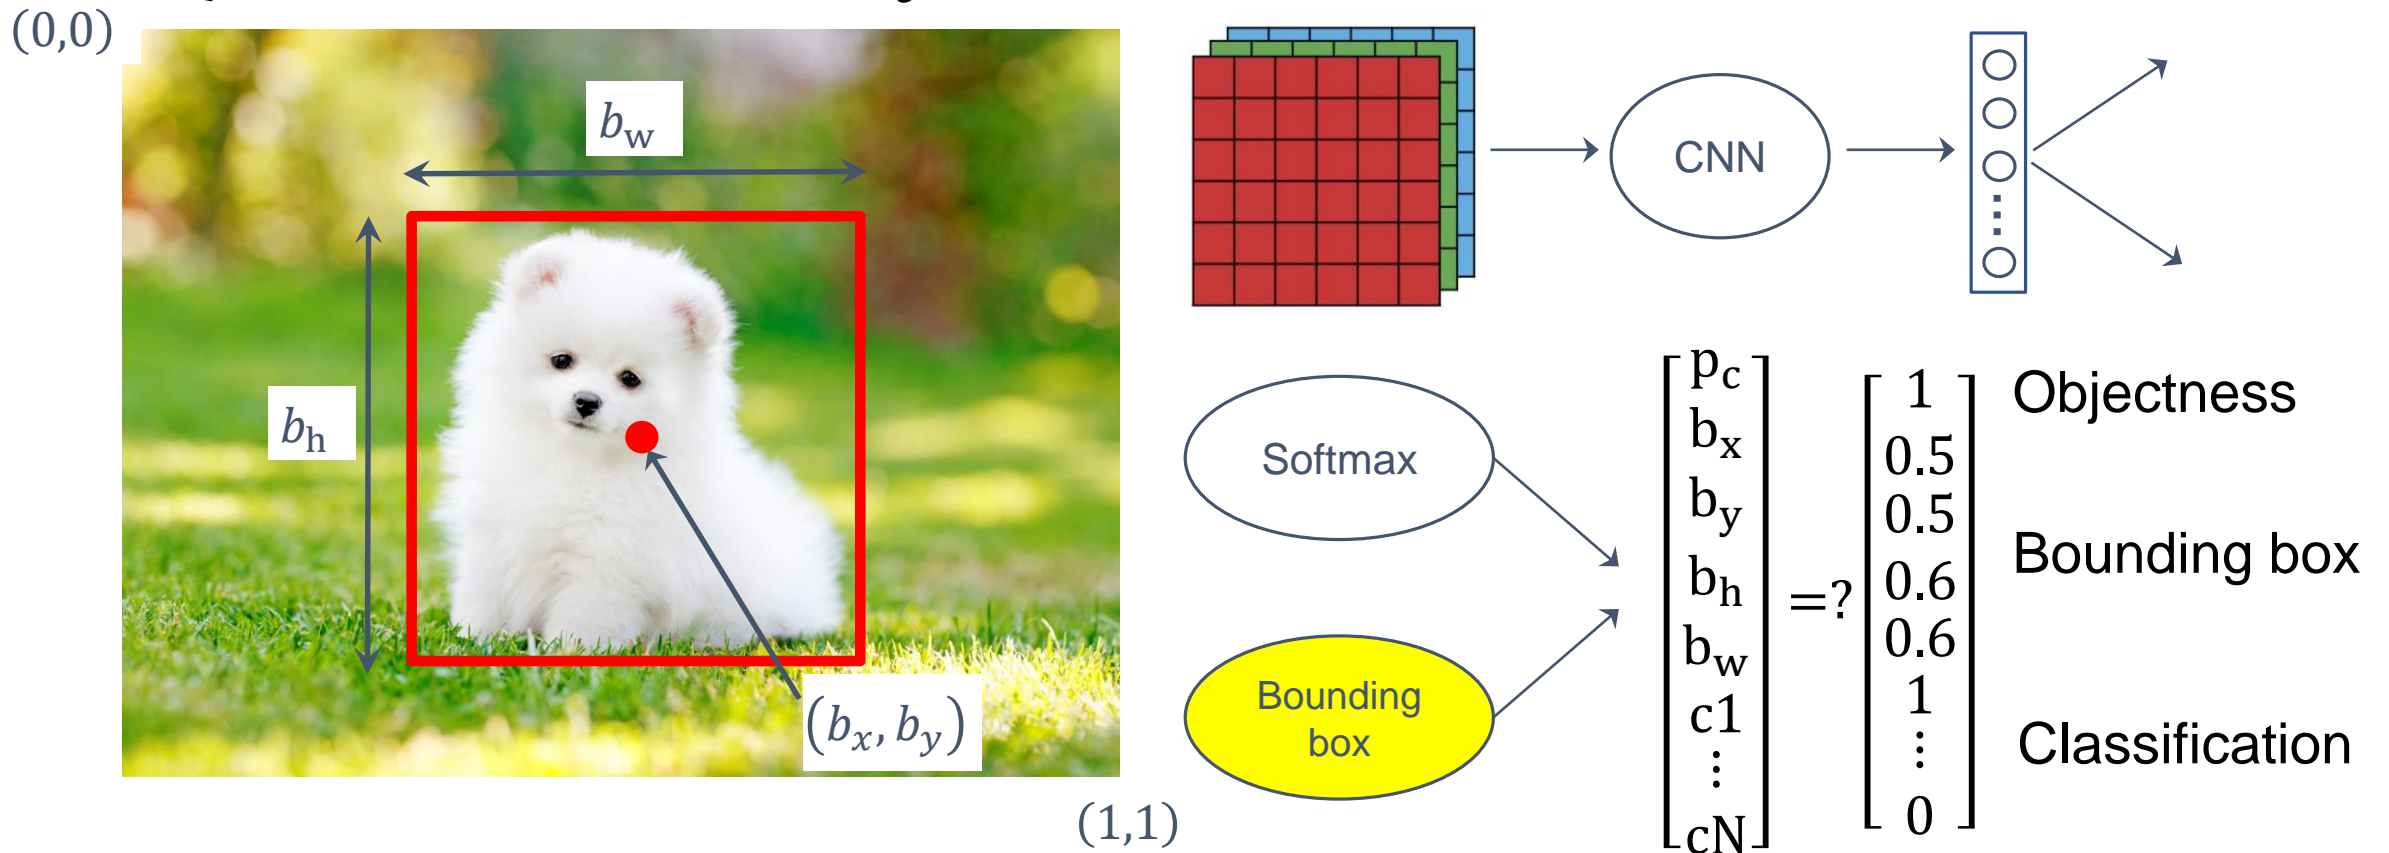 (0,0)
b_w
b_h
(b_x, b_y)
(1,1)
CNN
Softmax
Bounding
box
p_c
b_x
b_y
b_h
b_w
c1
⋮
cN
=?
1
0.5
0.5
0.6
0.6
1
⋮
0
Objectness
Bounding box
Classification